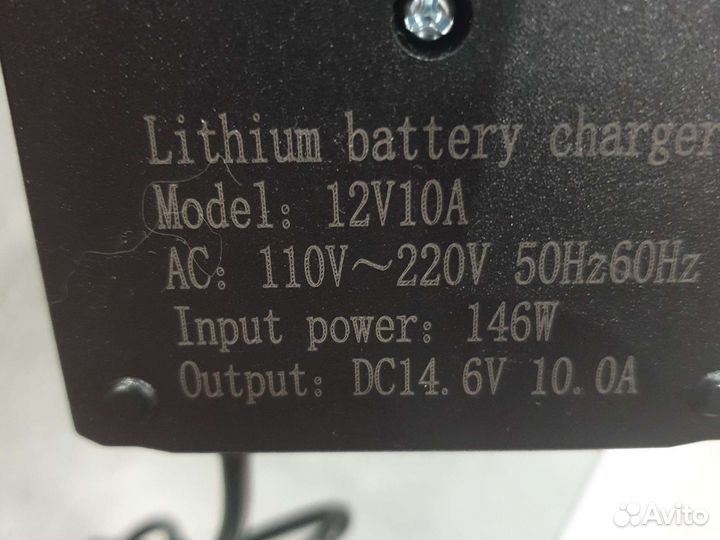 Lithium battery charger
Model: 12V10A
AC: 110V～220V 50Hz60Hz
Input power: 146W
Output: DC14.6V 10.0A
Avito